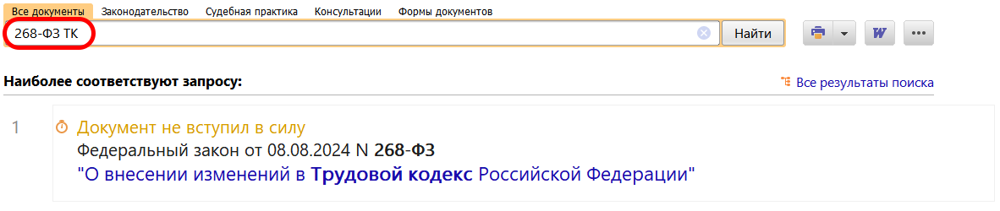 Все документы Законодательство Судебная практика Консультации Формы документов
268-ФЗ ТК Найти W
Наиболее соответствуют запросу: Все результаты поиска
1 Документ не вступил в силу
Федеральный закон от 08.08.2024 N 268-ФЗ
"О внесении изменений в Трудовой кодекс Российской Федерации"